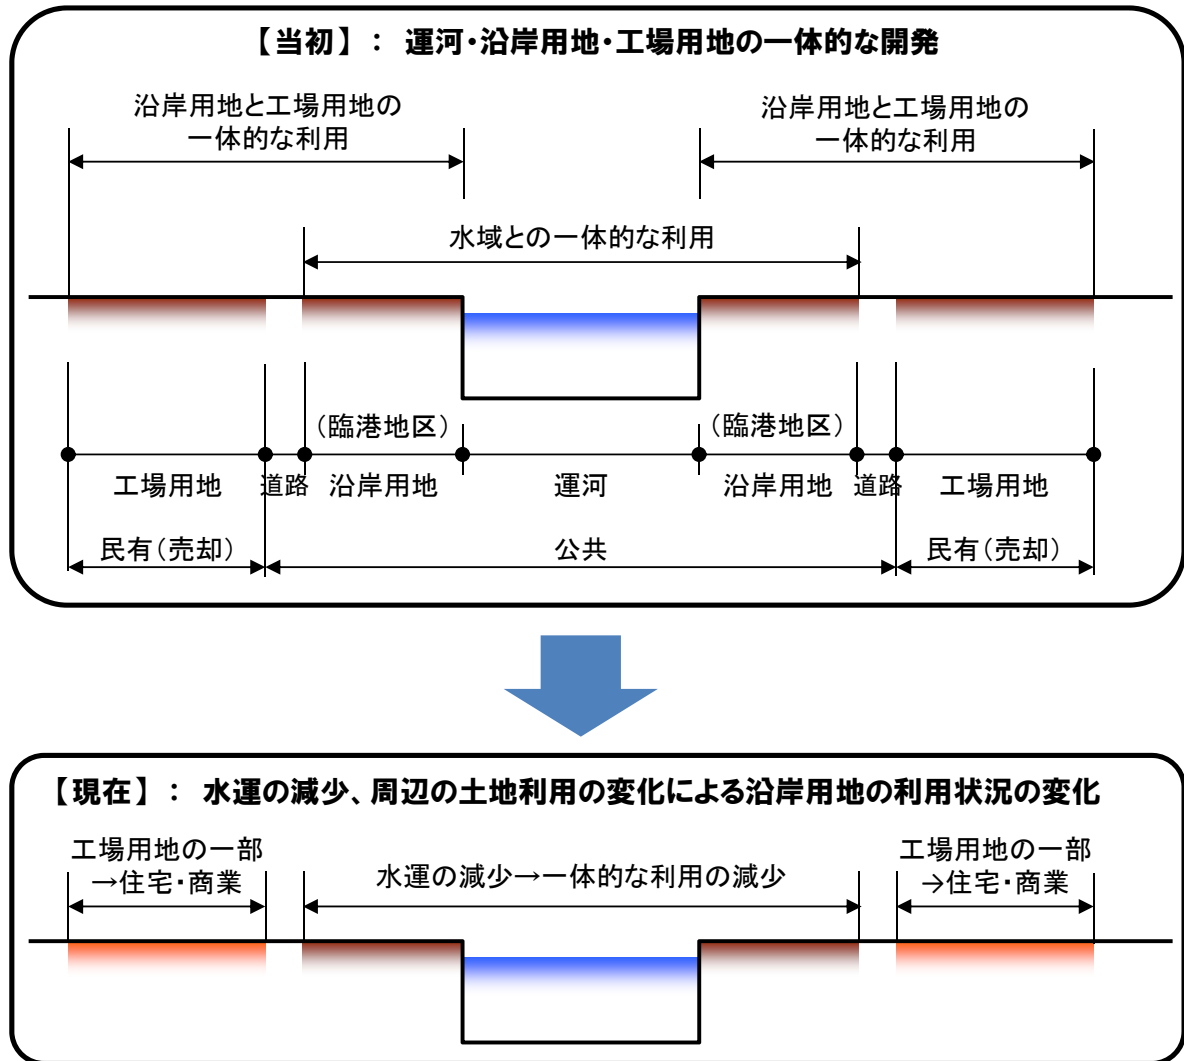 【当初】 : 運河・沿岸用地・工場用地の一体的な開発
沿岸用地と工場用地の
一体的な利用
沿岸用地と工場用地の
一体的な利用
水域との一体的な利用
(臨港地区)
(臨港地区)
工場用地
道路
沿岸用地
運河
沿岸用地
道路
工場用地
民有(売却)
公共
民有(売却)
【現在】 : 水運の減少、周辺の土地利用の変化による沿岸用地の利用状況の変化
工場用地の一部
→住宅・商業
水運の減少→一体的な利用の減少
工場用地の一部
→住宅・商業